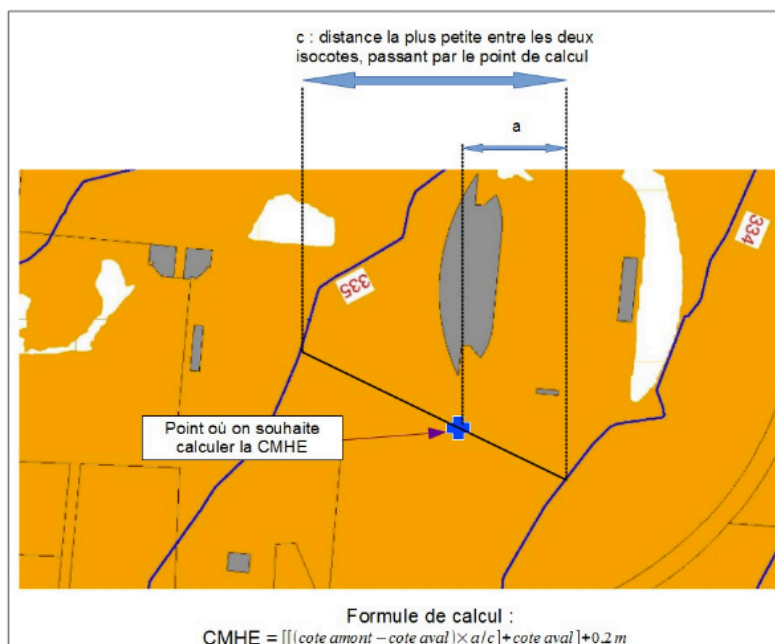 c : distance la plus petite entre les deux
isocotes, passant par le point de calcul
a
334
335
Point où on souhaite
calculer la CMHE
Formule de calcul :
CMHE = [[(cote amont − cote aval)×a/c]+cote aval]+0,2 m